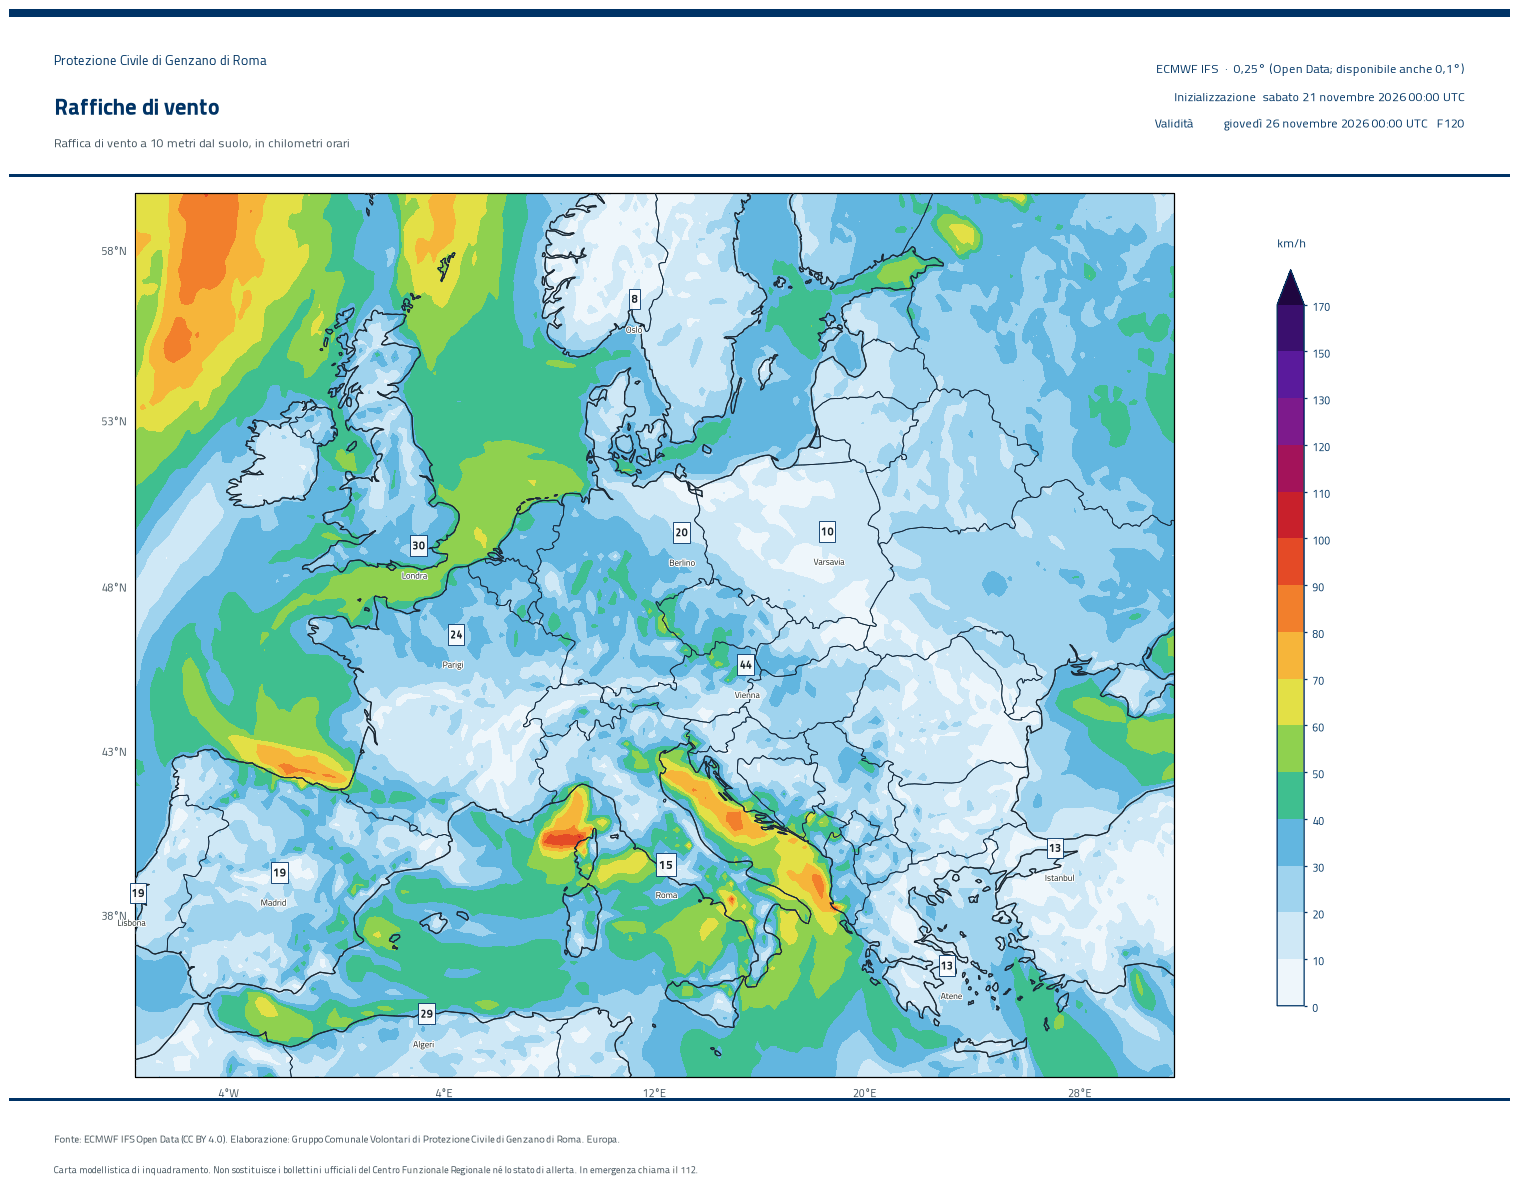 Protezione Civile di Genzano di Roma
Raffiche di vento
Raffica di vento a 10 metri dal suolo, in chilometri orari
ECMWF IFS · 0,25° (Open Data; disponibile anche 0,1°)
Inizializzazione sabato 21 novembre 2026 00:00 UTC
Validità giovedì 26 novembre 2026 00:00 UTC F120
km/h
170
150
130
120
110
100
90
80
70
60
50
40
30
20
10
0
58°N
53°N
48°N
43°N
38°N
4°W
4°E
12°E
20°E
28°E
8
Oslo
30
Londra
20
Berlino
10
Varsavia
24
Parigi
44
Vienna
19
Lisbona
19
Madrid
15
Roma
13
Istanbul
13
Atene
29
Algeri
Fonte: ECMWF IFS Open Data (CC BY 4.0). Elaborazione: Gruppo Comunale Volontari di Protezione Civile di Genzano di Roma. Europa.
Carta modellistica di inquadramento. Non sostituisce i bollettini ufficiali del Centro Funzionale Regionale né lo stato di allerta. In emergenza chiama il 112.